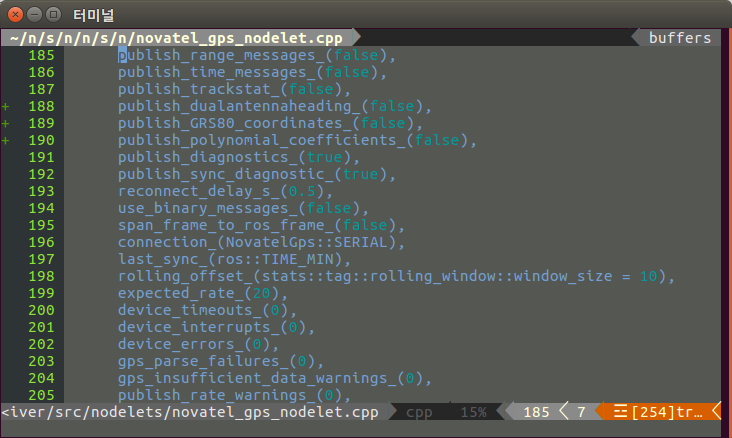 터미널
~/n/s/n/n/s/n/novatel_gps_nodelet.cpp buffers
185 publish_range_messages_(false),
186 publish_time_messages_(false),
187 publish_trackstat_(false),
+ 188 publish_dualantennaheading_(false),
+ 189 publish_GRS80_coordinates_(false),
+ 190 publish_polynomial_coefficients_(false),
191 publish_diagnostics_(true),
192 publish_sync_diagnostic_(true),
193 reconnect_delay_s_(0.5),
194 use_binary_messages_(false),
195 span_frame_to_ros_frame_(false),
196 connection_(NovatelGps::SERIAL),
197 last_sync_(ros::TIME_MIN),
198 rolling_offset_(stats::tag::rolling_window::window_size = 10),
199 expected_rate_(20),
200 device_timeouts_(0),
201 device_interrupts_(0),
202 device_errors_(0),
203 gps_parse_failures_(0),
204 gps_insufficient_data_warnings_(0),
205 publish_rate_warnings_(0),
<iver/src/nodelets/novatel_gps_nodelet.cpp cpp 15% 185 7 ☲[254]tr…